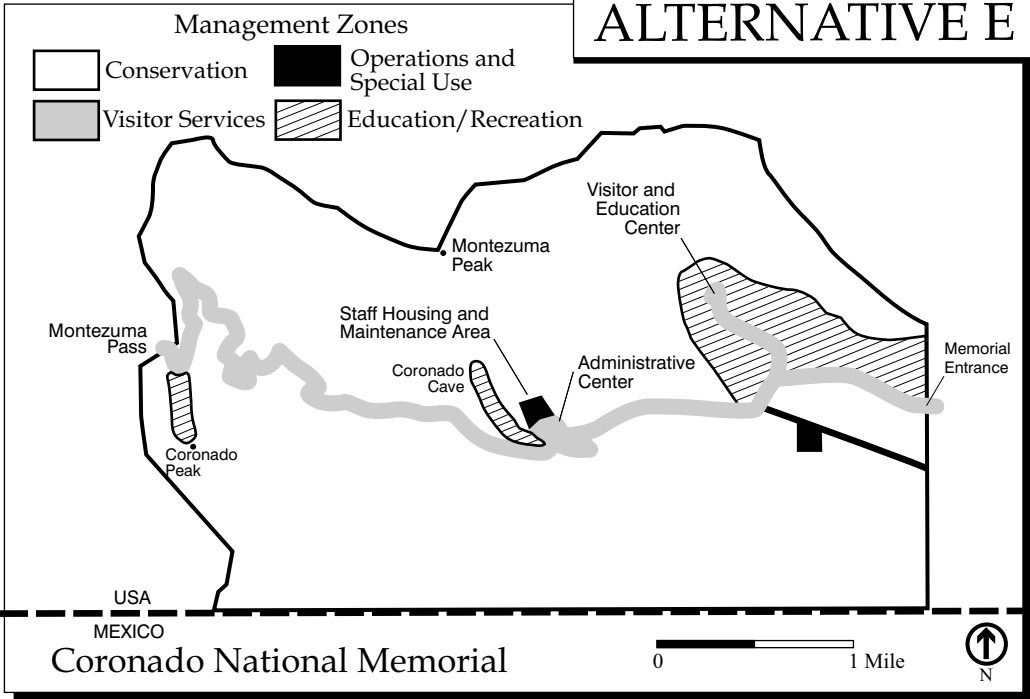 ALTERNATIVE E
Management Zones
Conservation
Operations and
Special Use
Visitor Services
Education/Recreation
Visitor and
Education
Center
Montezuma
Peak
Staff Housing and
Maintenance Area
Montezuma
Pass
Coronado
Cave
Administrative
Center
Memorial
Entrance
Coronado
Peak
USA
MEXICO
Coronado National Memorial
0
1 Mile
N